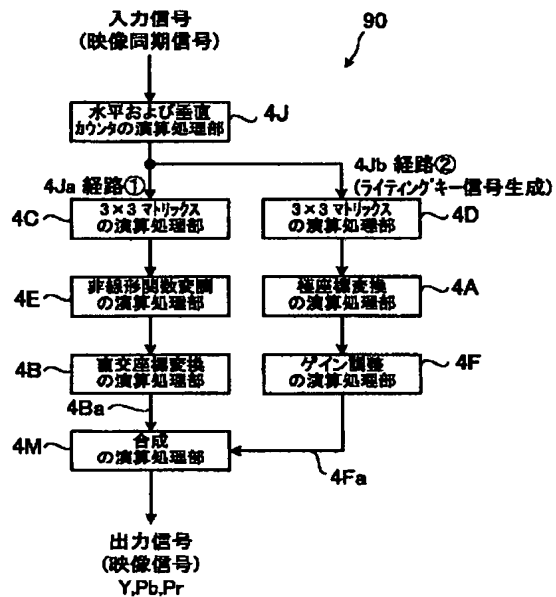 入力信号
(映像同期信号)
90
水平および垂直
カウンタの演算処理部
4J
4Ja 経路①
4Jb 経路②
(ライティングキー信号生成)
4C
3×3マトリックス
の演算処理部
3×3マトリックス
の演算処理部
4D
4E
非線形関数変調
の演算処理部
極座標変換
の演算処理部
4A
4B
直交座標変換
の演算処理部
ゲイン調整
の演算処理部
4F
4Ba
4M
合成
の演算処理部
4Fa
出力信号
(映像信号)
Y,Pb,Pr